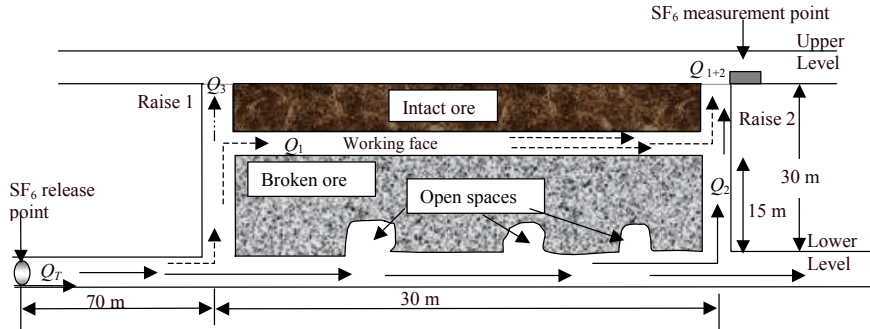 SF6 measurement point
Upper
Level
Q1+2
Q3
Raise 1
Intact ore
Raise 2
Q1
Working face
Broken ore
Open spaces
Q2
30 m
15 m
SF6 release
point
Lower
Level
QT
70 m
30 m